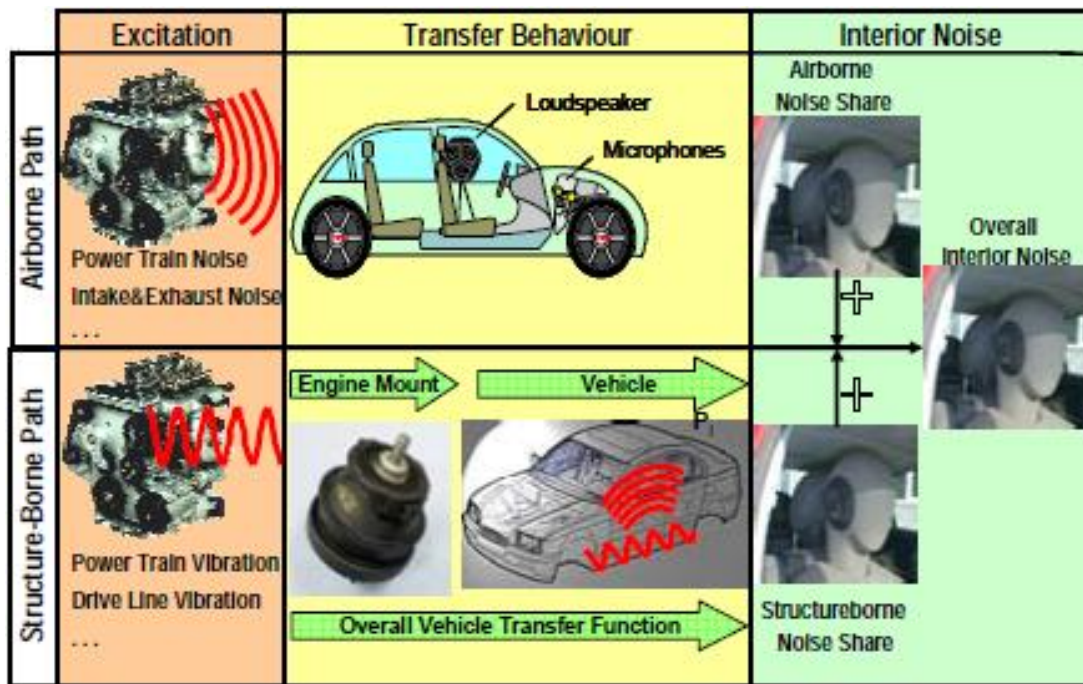 Excitation
Transfer Behaviour
Interior Noise
Airborne Path
Loudspeaker
Microphones
Power Train Noise
Intake&Exhaust Noise
...
Airborne
Noise Share
Overall
Interior Noise
Structure-Borne Path
Engine Mount
Vehicle
P
Power Train Vibration
Drive Line Vibration
...
Overall Vehicle Transfer Function
Structureborne
Noise Share